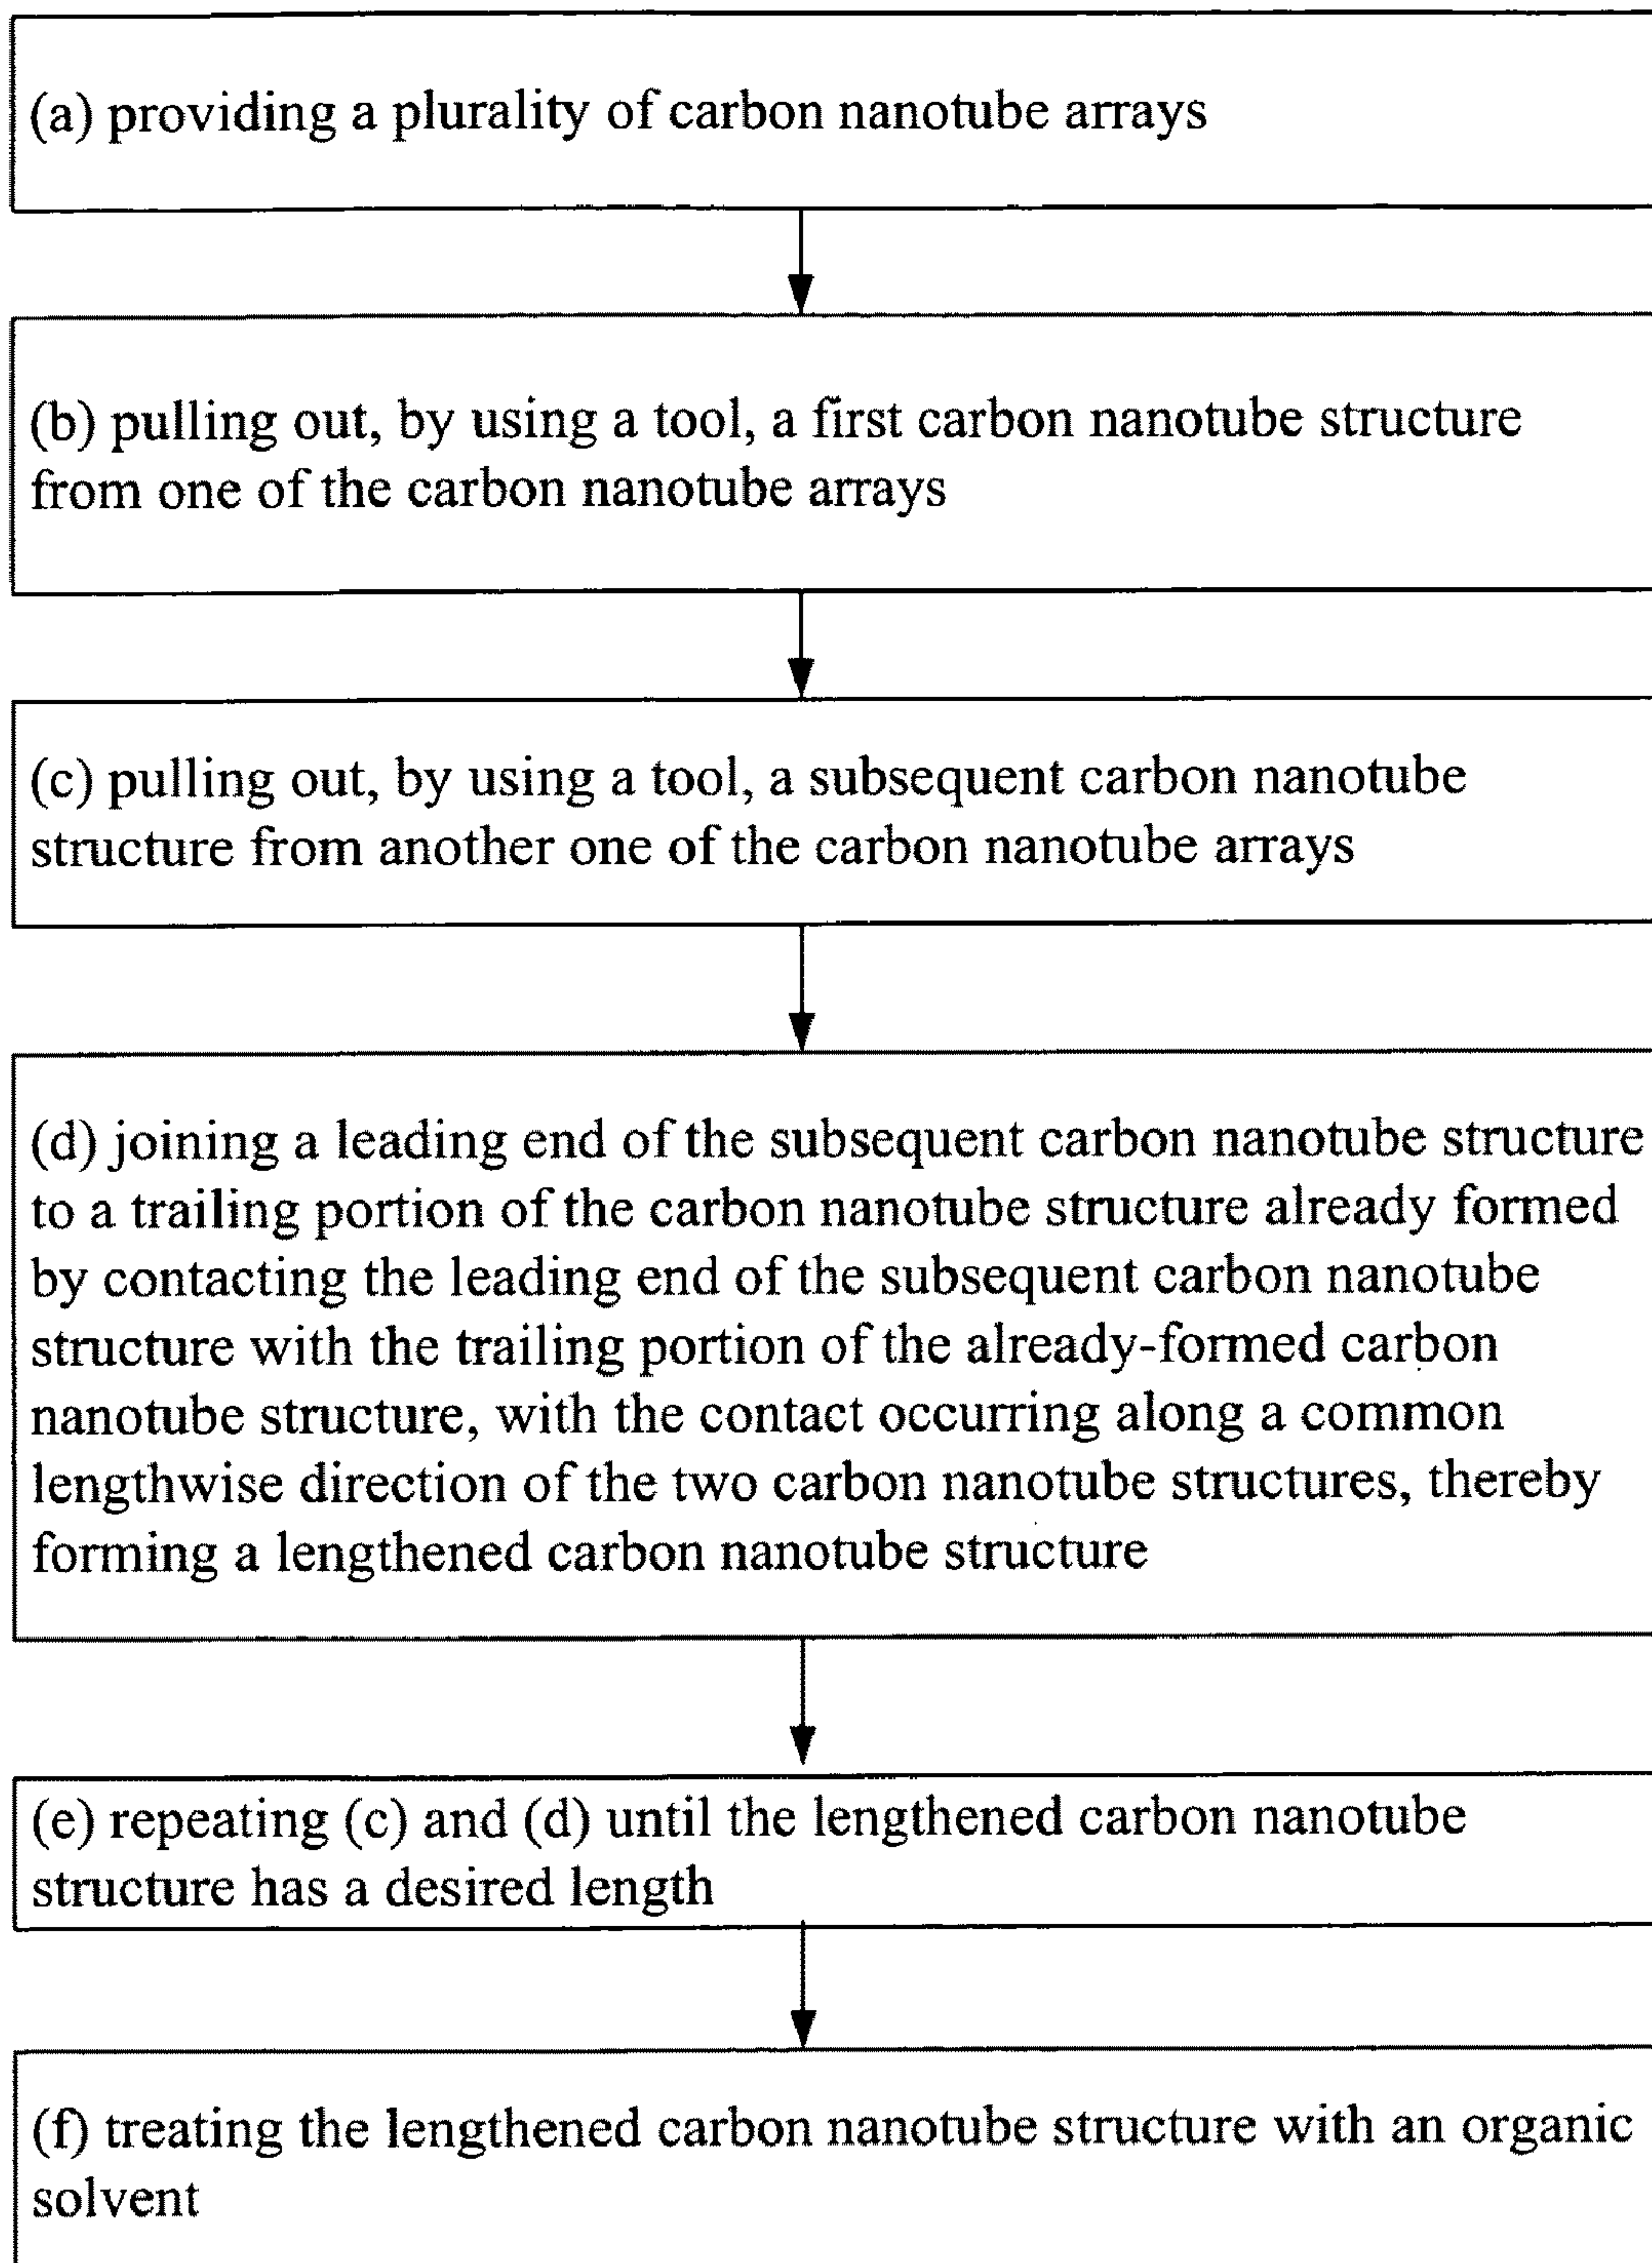 (a) providing a plurality of carbon nanotube arrays
(b) pulling out, by using a tool, a first carbon nanotube structure
from one of the carbon nanotube arrays
(c) pulling out, by using a tool, a subsequent carbon nanotube
structure from another one of the carbon nanotube arrays
(d) joining a leading end of the subsequent carbon nanotube structure
to a trailing portion of the carbon nanotube structure already formed
by contacting the leading end of the subsequent carbon nanotube
structure with the trailing portion of the already-formed carbon
nanotube structure, with the contact occurring along a common
lengthwise direction of the two carbon nanotube structures, thereby
forming a lengthened carbon nanotube structure
(e) repeating (c) and (d) until the lengthened carbon nanotube
structure has a desired length
(f) treating the lengthened carbon nanotube structure with an organic
solvent